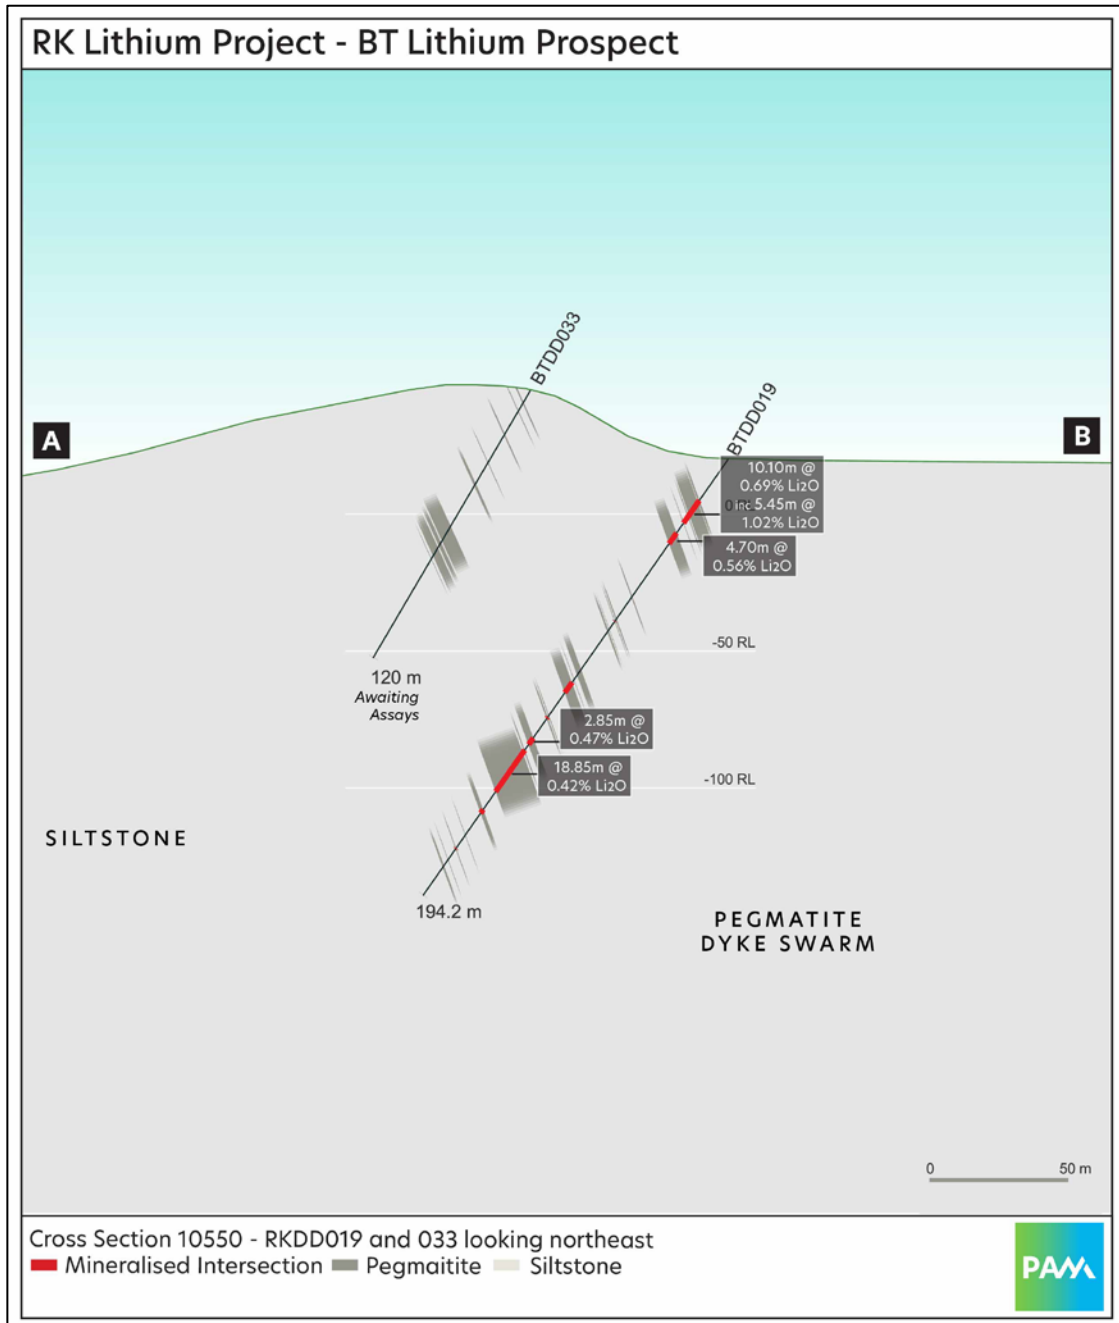 RK Lithium Project - BT Lithium Prospect
BTDD033
BTDD019
A
B
10.10m @
0.69% Li2O
0 RL
inc 5.45m @
1.02% Li2O
4.70m @
0.56% Li2O
-50 RL
120 m
Awaiting
Assays
2.85m @
0.47% Li2O
18.85m @
0.42% Li2O
-100 RL
SILTSTONE
194.2 m
PEGMATITE
DYKE SWARM
0 50 m
Cross Section 10550 - RKDD019 and 033 looking northeast
Mineralised Intersection Pegmaitite Siltstone
PAM